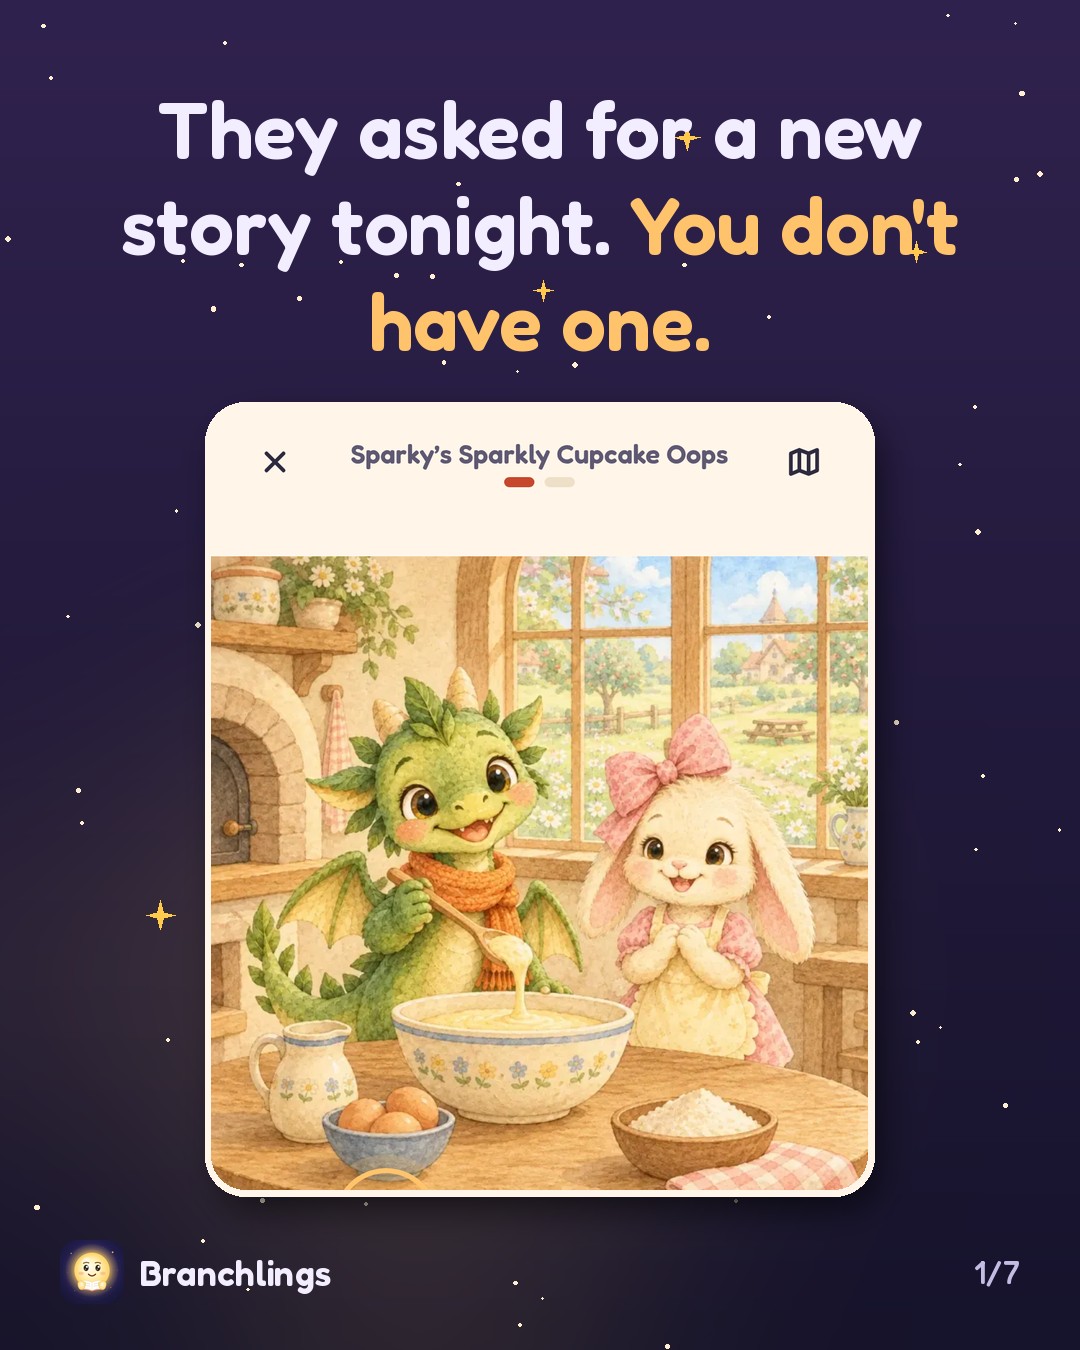 They asked for a new
story tonight. You don't
have one.
Sparky’s Sparkly Cupcake Oops
Branchlings
1/7